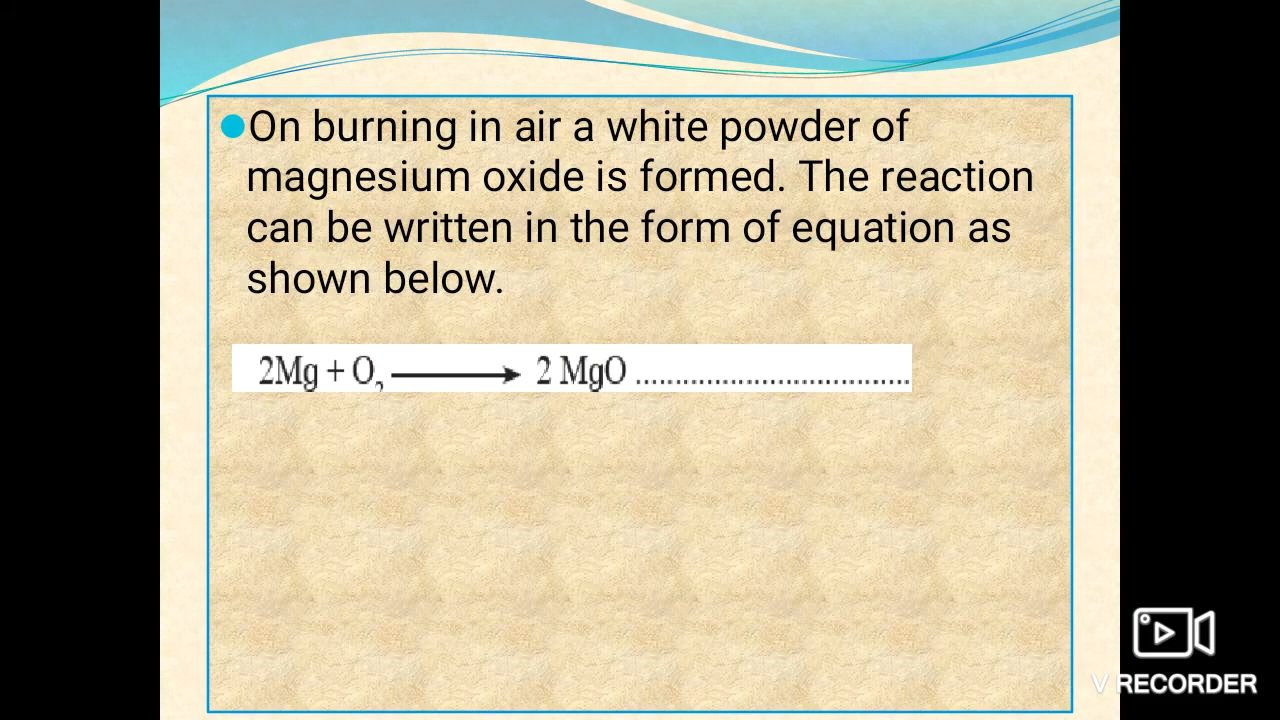 On burning in air a white powder of
magnesium oxide is formed. The reaction
can be written in the form of equation as
shown below.
2Mg + O₂ ⟶ 2 MgO ...................................
V RECORDER